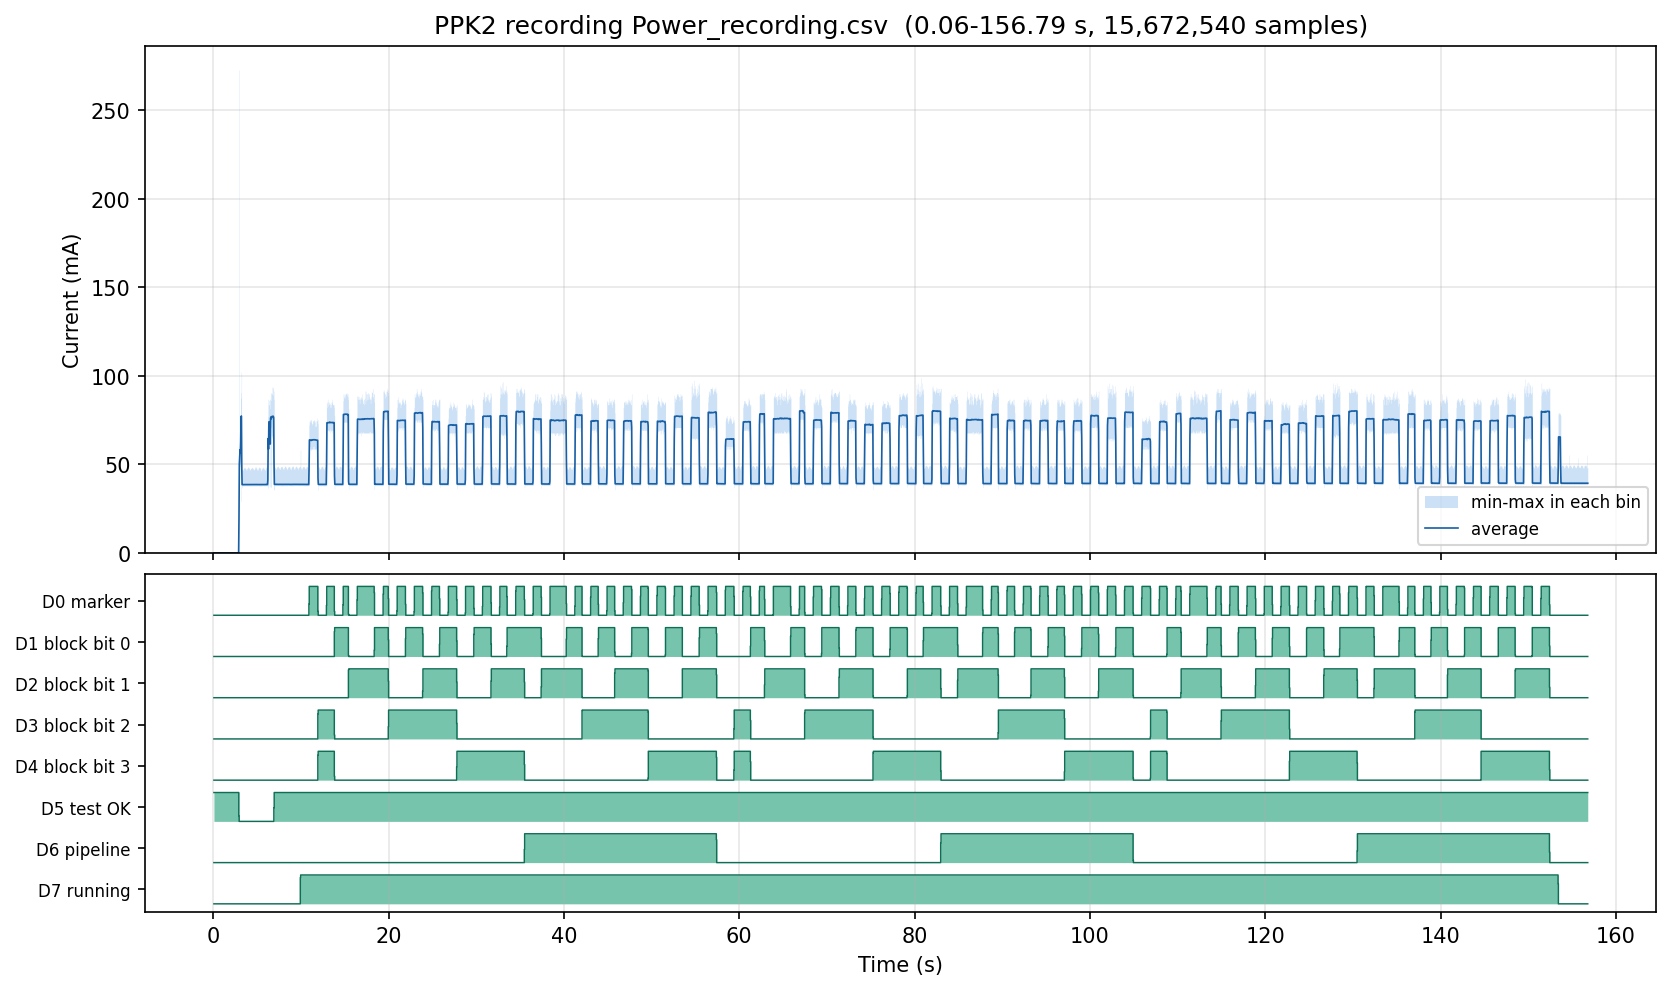 PPK2 recording Power_recording.csv  (0.06-156.79 s, 15,672,540 samples)
Current (mA)
250
200
150
100
50
0
min-max in each bin
average
D0 marker
D1 block bit 0
D2 block bit 1
D3 block bit 2
D4 block bit 3
D5 test OK
D6 pipeline
D7 running
0 20 40 60 80 100 120 140 160
Time (s)